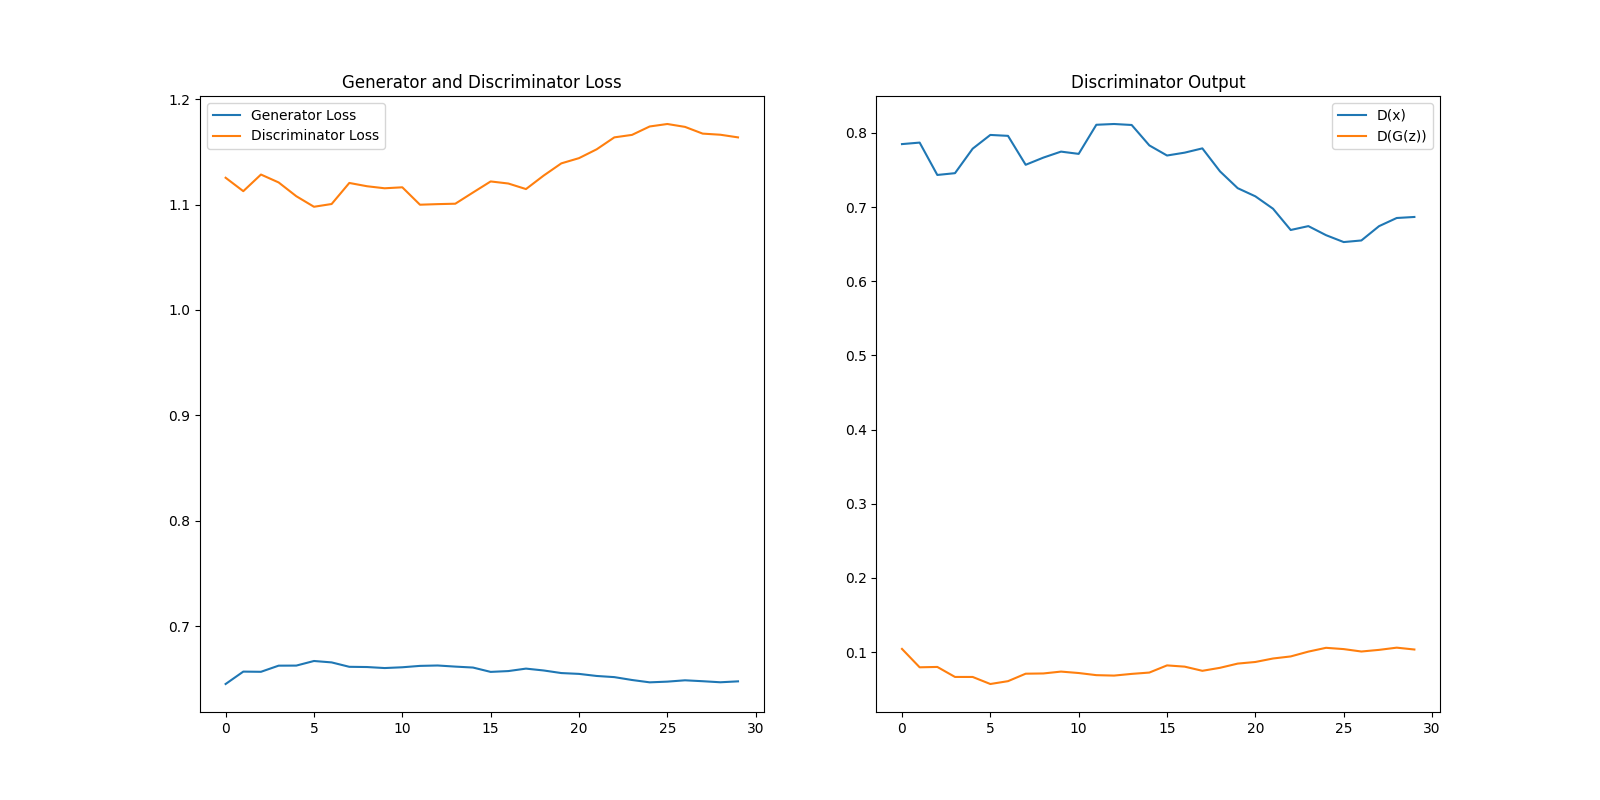 Generator and Discriminator Loss
Generator Loss
Discriminator Loss
1.2
1.1
1.0
0.9
0.8
0.7
0 5 10 15 20 25 30
Discriminator Output
D(x)
D(G(z))
0.8
0.7
0.6
0.5
0.4
0.3
0.2
0.1
0 5 10 15 20 25 30